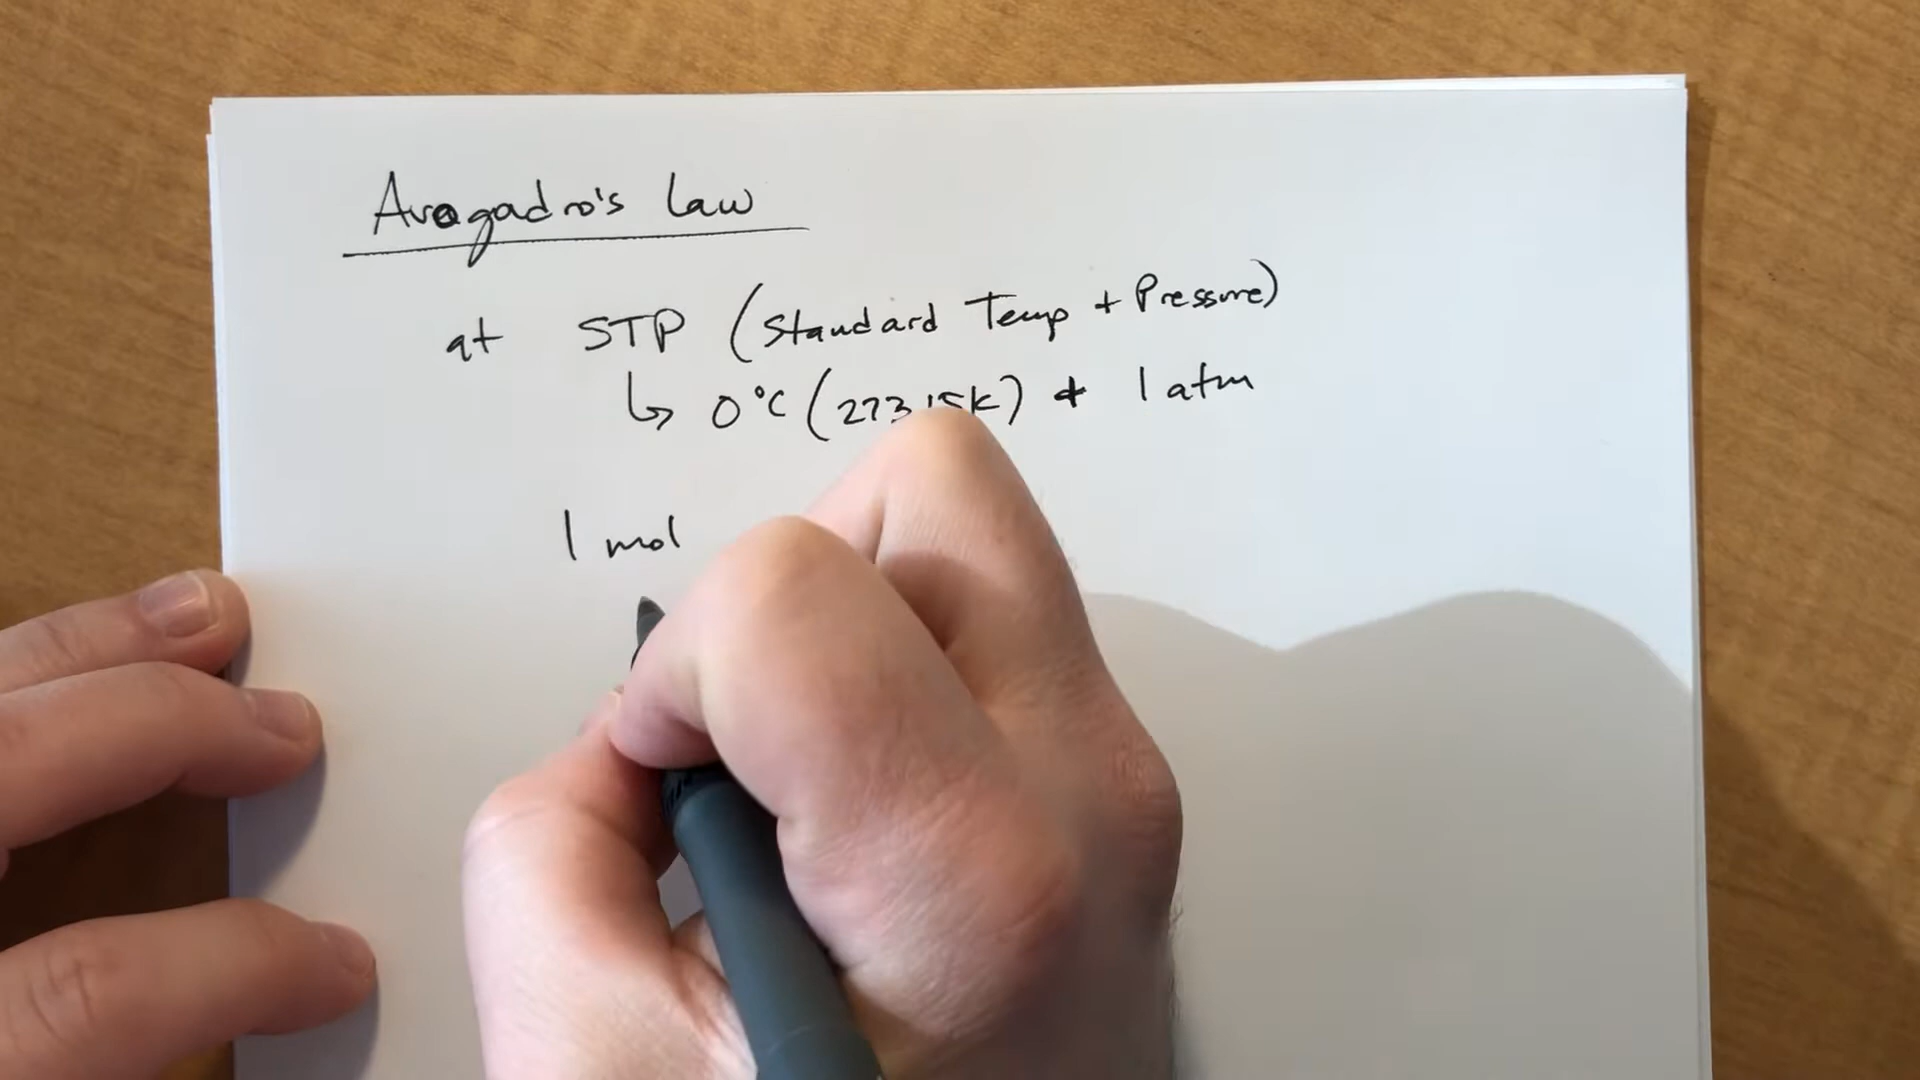 Avogadro's Law
at STP (Standard Temp + Pressure)
↳ 0°C (273.15K) + 1 atm
1 mol